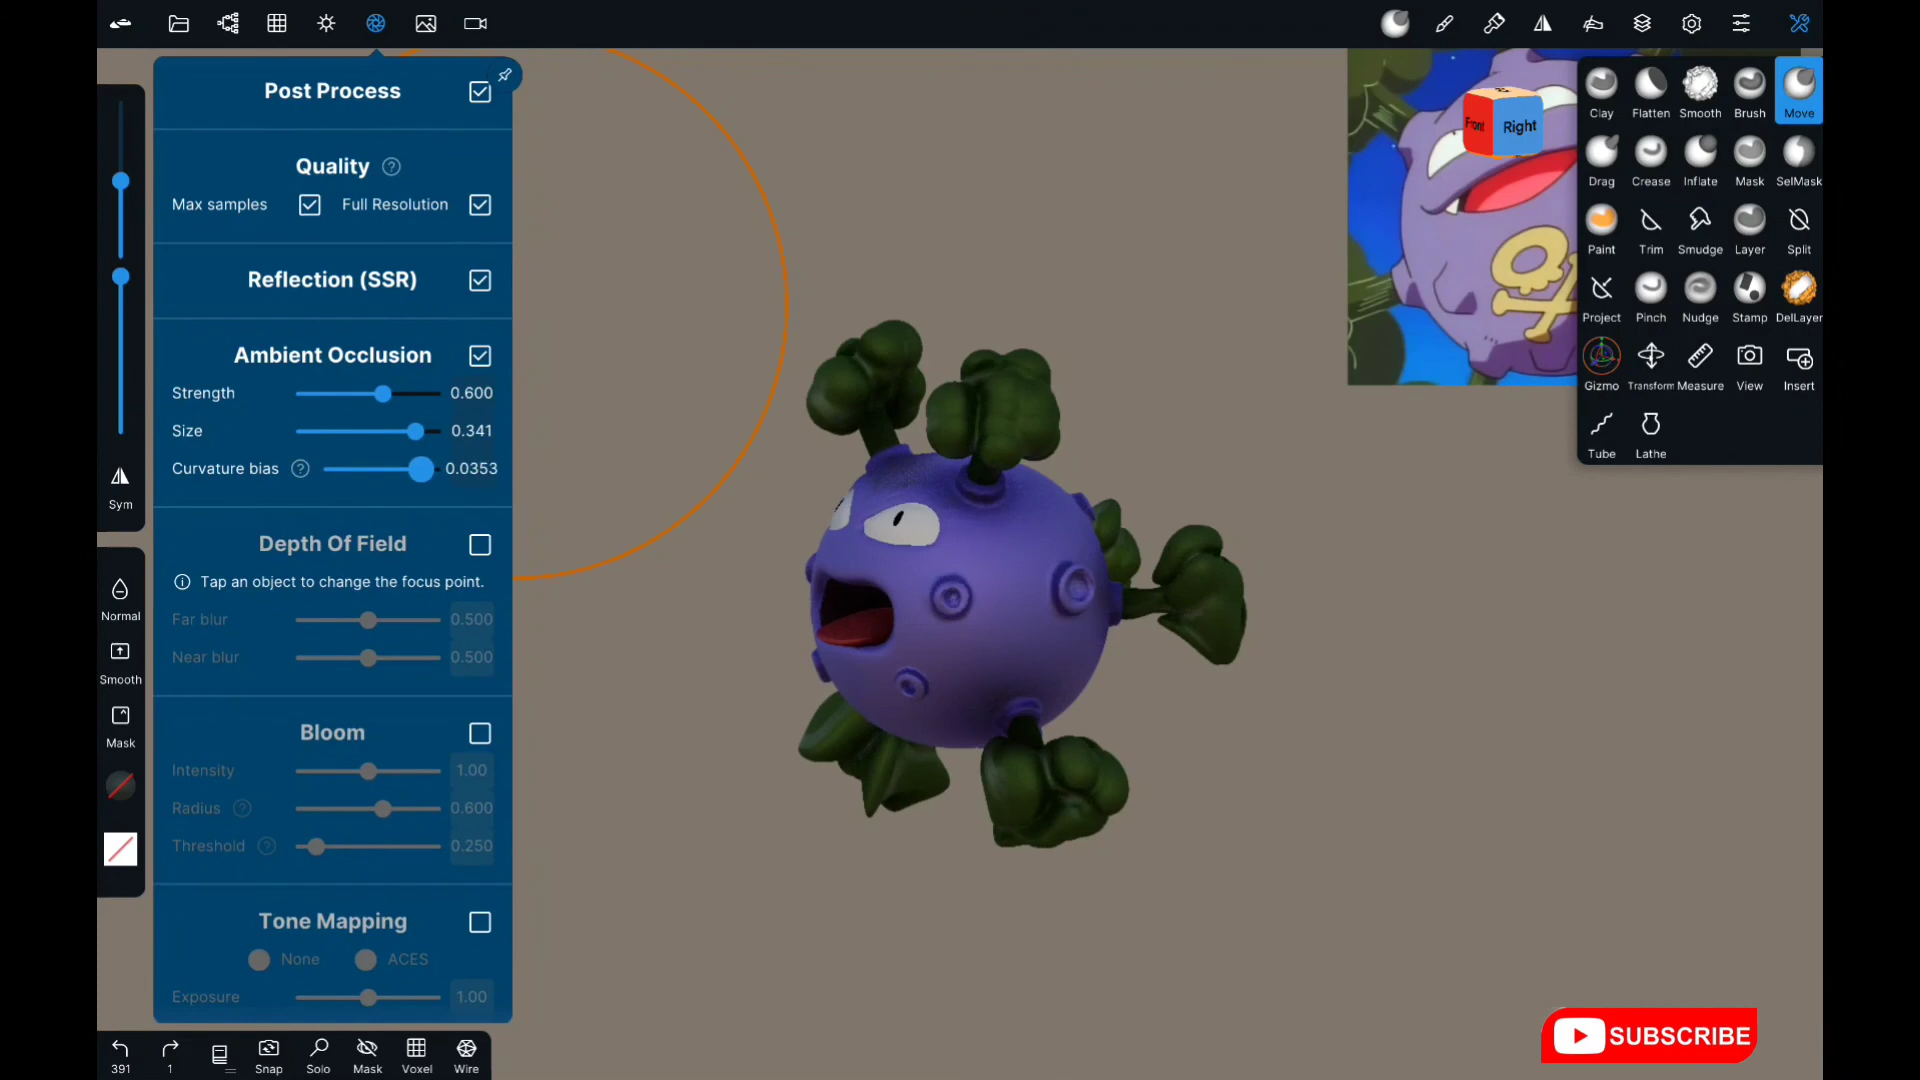 Post Process
Quality ?
Max samples Full Resolution
Reflection (SSR)
Ambient Occlusion
Strength 0.600
Size 0.341
Curvature bias ? 0.0353
Depth Of Field
Tap an object to change the focus point.
Far blur 0.500
Near blur 0.500
Bloom
Intensity 1.00
Radius ? 0.600
Threshold ? 0.250
Tone Mapping
None ACES
Exposure 1.00
Sym
Normal
Smooth
Mask
391 1 Snap Solo Mask Voxel Wire
Front Right
Clay Flatten Smooth Brush Move
Drag Crease Inflate Mask SelMask
Paint Trim Smudge Layer Split
Project Pinch Nudge Stamp DelLayer
Gizmo Transform Measure View Insert
Tube Lathe
SUBSCRIBE